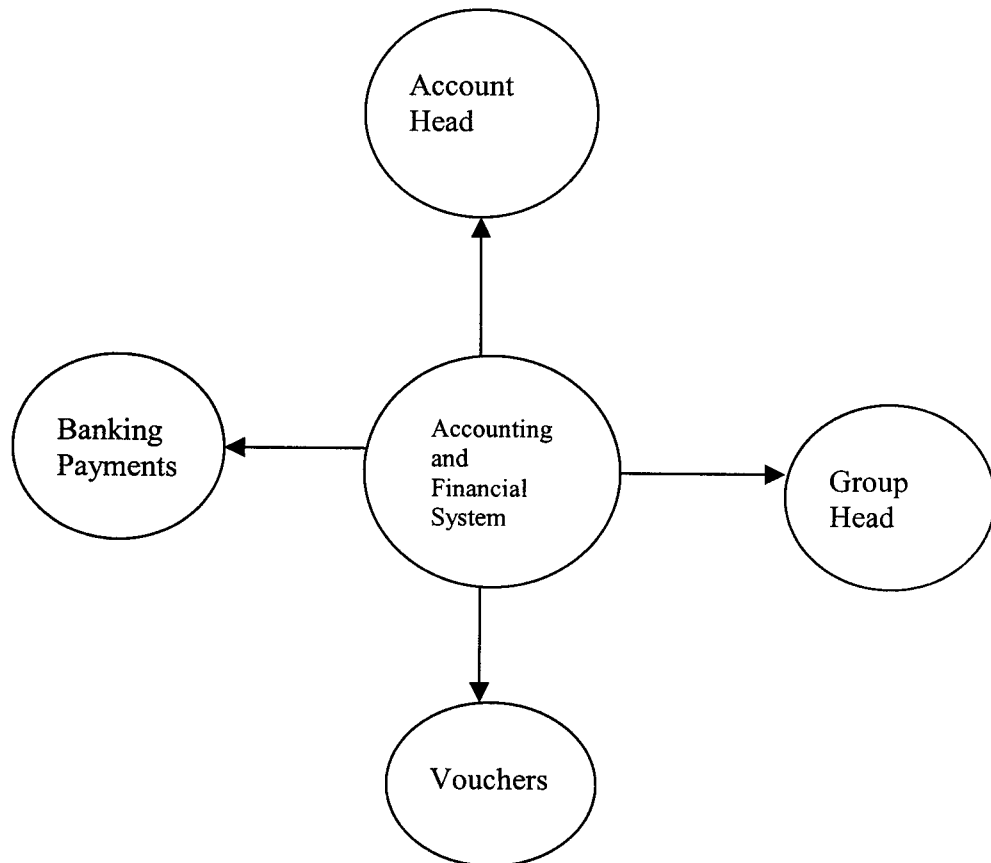 Account
Head
Banking
Payments
Accounting
and
Financial
System
Group
Head
Vouchers